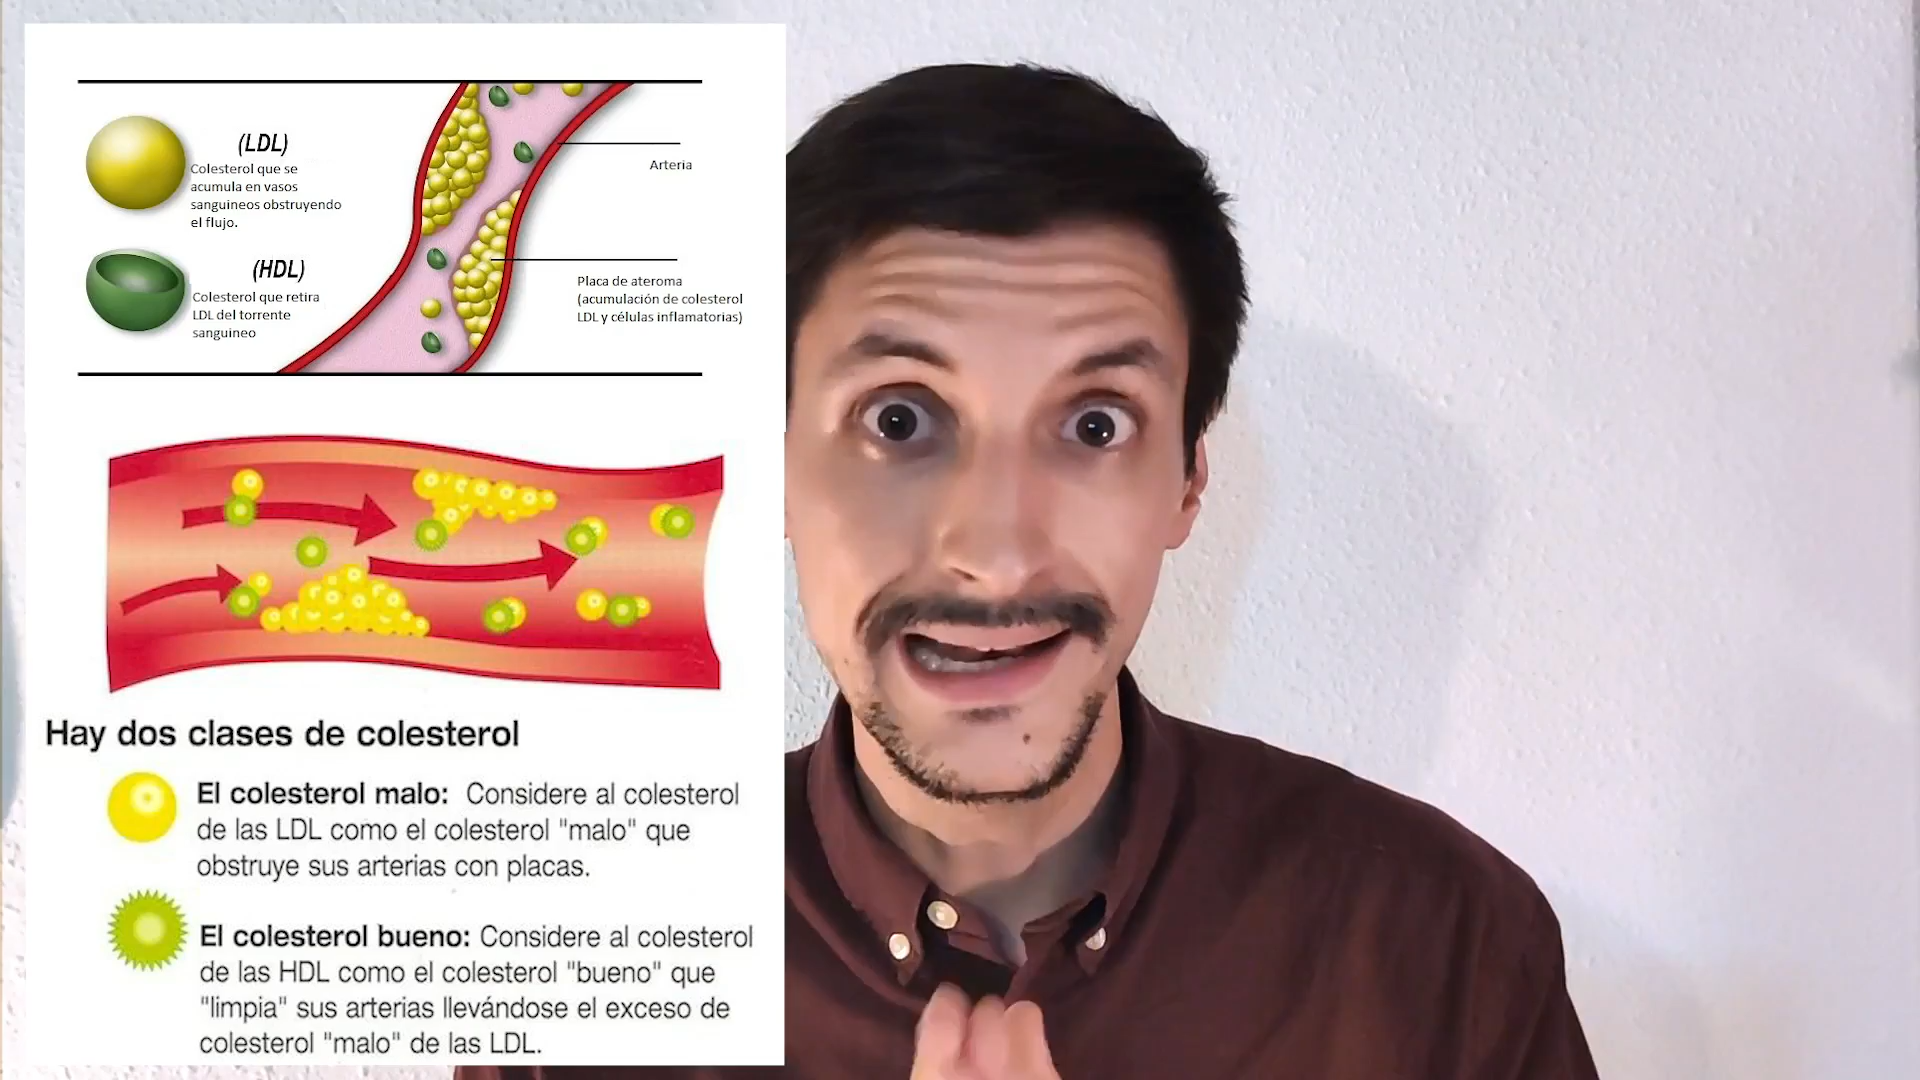 (LDL)
Colesterol que se
acumula en vasos
sanguineos obstruyendo
el flujo.
Arteria
(HDL)
Colesterol que retira
LDL del torrente
sanguineo
Placa de ateroma
(acumulación de colesterol
LDL y células inflamatorias)
Hay dos clases de colesterol
El colesterol malo: Considere al colesterol
de las LDL como el colesterol "malo" que
obstruye sus arterias con placas.
El colesterol bueno: Considere al colesterol
de las HDL como el colesterol "bueno" que
"limpia" sus arterias llevándose el exceso de
colesterol "malo" de las LDL.